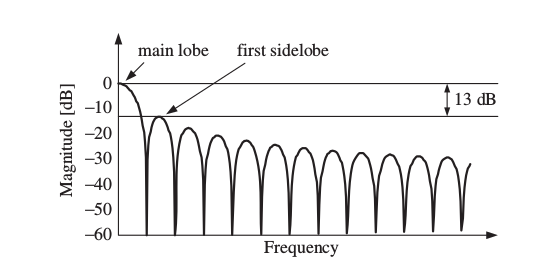 main lobe
first sidelobe
0
–10
–20
–30
–40
–50
–60
Magnitude [dB]
13 dB
Frequency